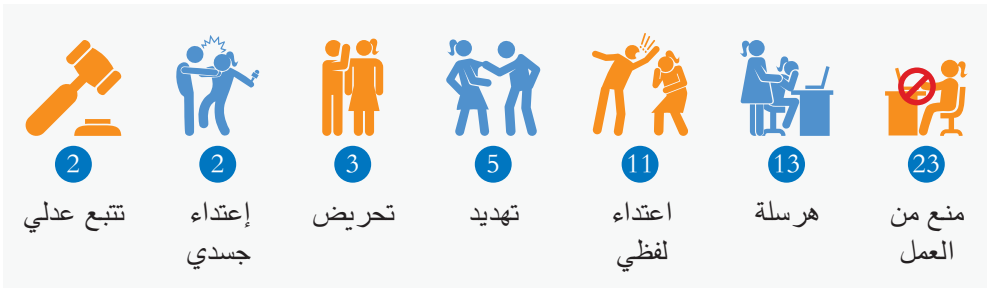 23
13
11
5
3
2
2
منع من
العمل
هرسلة
اعتداء
لفظي
تهديد
تحريض
إعتداء
جسدي
تتبع عدلي